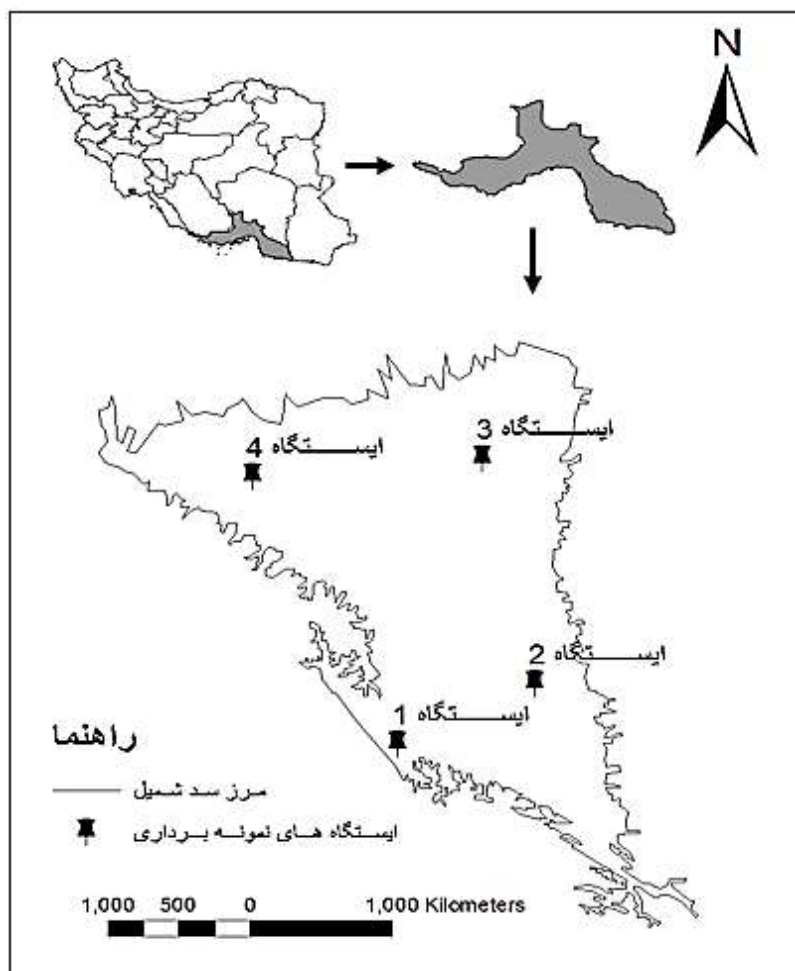 N
ایستگاه 3
ایستگاه 4
ایستگاه 2
ایستگاه 1
راهنما
مرز سد شمیل
ایستگاه های نمونه برداری
1,000 500 0 1,000 Kilometers